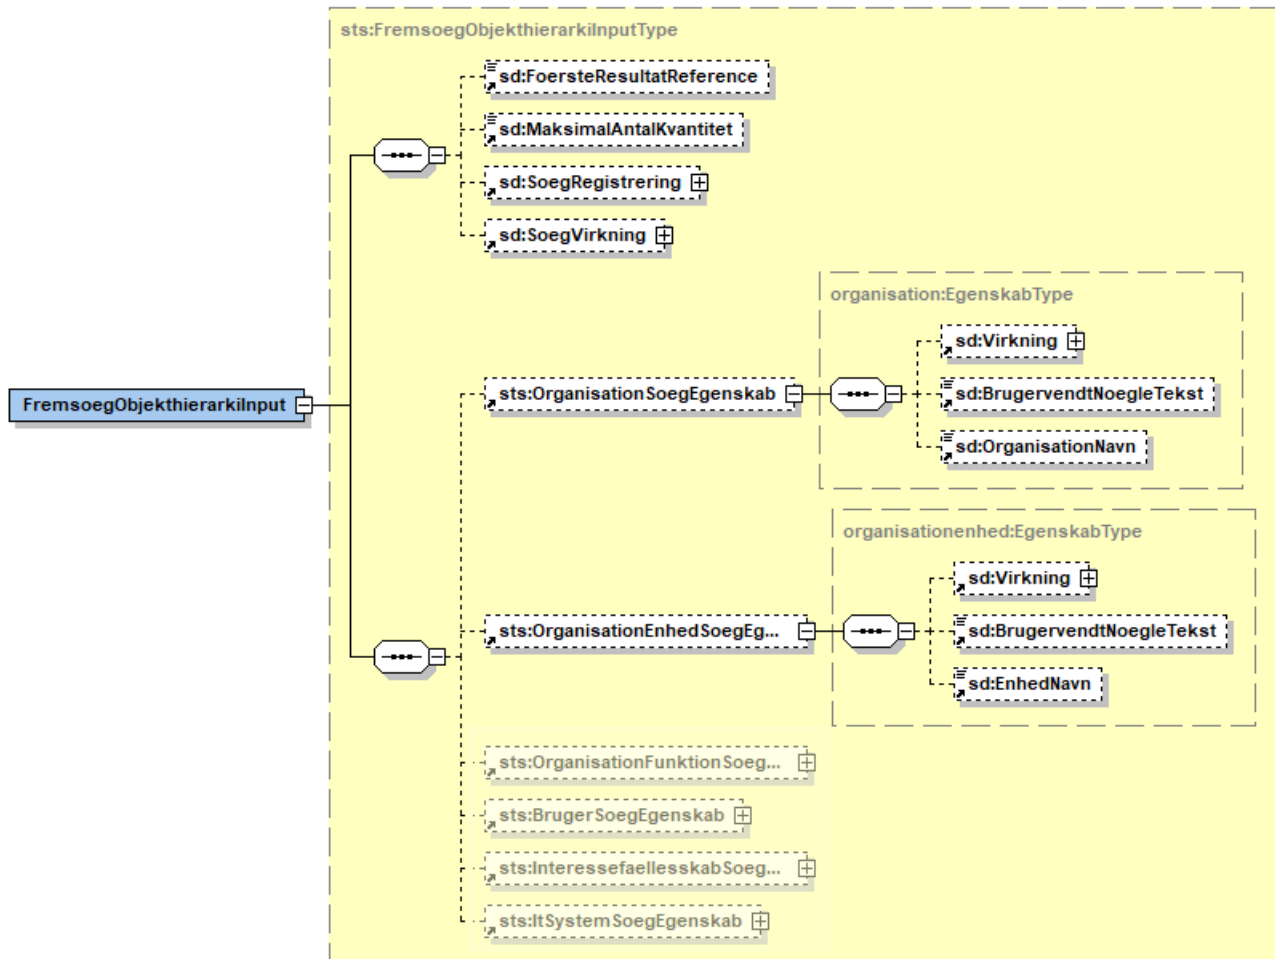 sts:FremsoegObjekthierarkiInputType
sd:FoersteResultatReference
sd:MaksimalAntalKvantitet
sd:SoegRegistrering
sd:SoegVirkning
organisation:EgenskabType
sd:Virkning
FremsoegObjekthierarkiInput
sts:OrganisationSoegEgenskab
sd:BrugervendtNoegleTekst
sd:OrganisationNavn
organisationenhed:EgenskabType
sd:Virkning
sts:OrganisationEnhedSoegEg...
sd:BrugervendtNoegleTekst
sd:EnhedNavn
sts:OrganisationFunktionSoeg...
sts:BrugerSoegEgenskab
sts:InteressefaellesskabSoeg...
sts:ItSystemSoegEgenskab